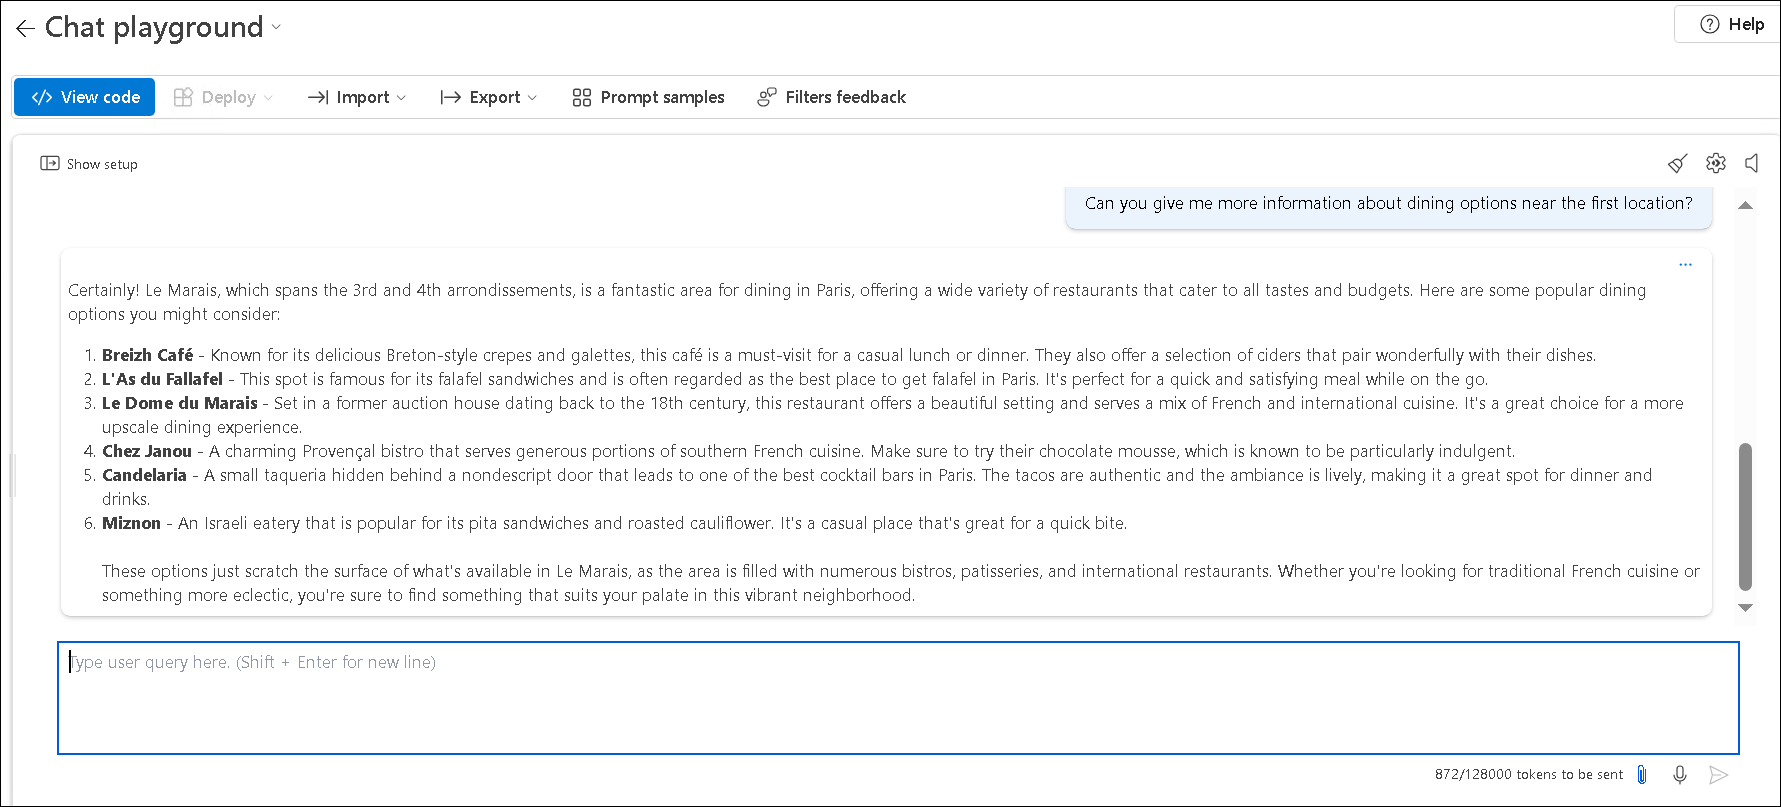 Chat playground
Help
View code
Deploy
Import
Export
Prompt samples
Filters feedback
Show setup
Can you give me more information about dining options near the first location?
Certainly! Le Marais, which spans the 3rd and 4th arrondissements, is a fantastic area for dining in Paris, offering a wide variety of restaurants that cater to all tastes and budgets. Here are some popular dining
options you might consider:
1. Breizh Café - Known for its delicious Breton-style crepes and galettes, this café is a must-visit for a casual lunch or dinner. They also offer a selection of ciders that pair wonderfully with their dishes.
2. L'As du Fallafel - This spot is famous for its falafel sandwiches and is often regarded as the best place to get falafel in Paris. It's perfect for a quick and satisfying meal while on the go.
3. Le Dome du Marais - Set in a former auction house dating back to the 18th century, this restaurant offers a beautiful setting and serves a mix of French and international cuisine. It's a great choice for a more
upscale dining experience.
4. Chez Janou - A charming Provençal bistro that serves generous portions of southern French cuisine. Make sure to try their chocolate mousse, which is known to be particularly indulgent.
5. Candelaria - A small taqueria hidden behind a nondescript door that leads to one of the best cocktail bars in Paris. The tacos are authentic and the ambiance is lively, making it a great spot for dinner and
drinks.
6. Miznon - An Israeli eatery that is popular for its pita sandwiches and roasted cauliflower. It's a casual place that's great for a quick bite.
These options just scratch the surface of what's available in Le Marais, as the area is filled with numerous bistros, patisseries, and international restaurants. Whether you're looking for traditional French cuisine or
something more eclectic, you're sure to find something that suits your palate in this vibrant neighborhood.
Type user query here. (Shift + Enter for new line)
872/128000 tokens to be sent